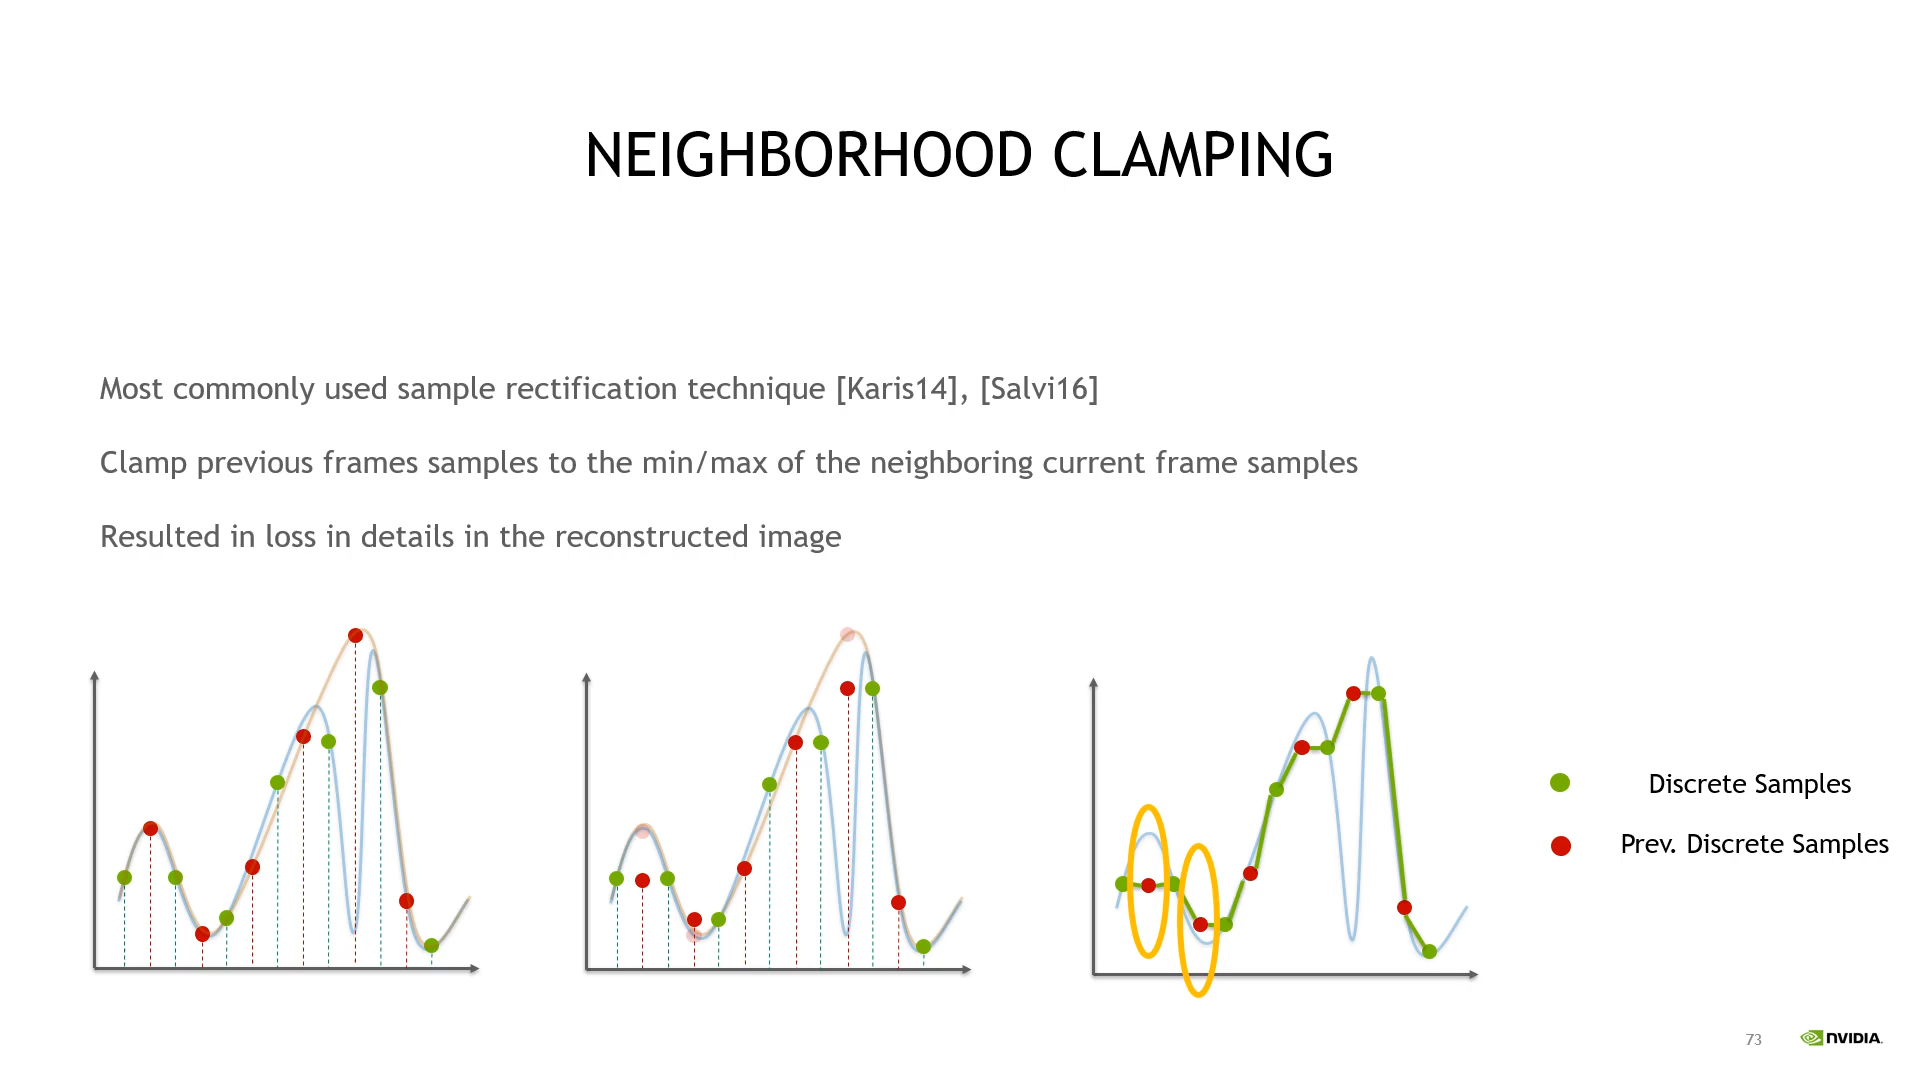 NEIGHBORHOOD CLAMPING
Most commonly used sample rectification technique [Karis14], [Salvi16]
Clamp previous frames samples to the min/max of the neighboring current frame samples
Resulted in loss in details in the reconstructed image
Discrete Samples
Prev. Discrete Samples
73
NVIDIA.